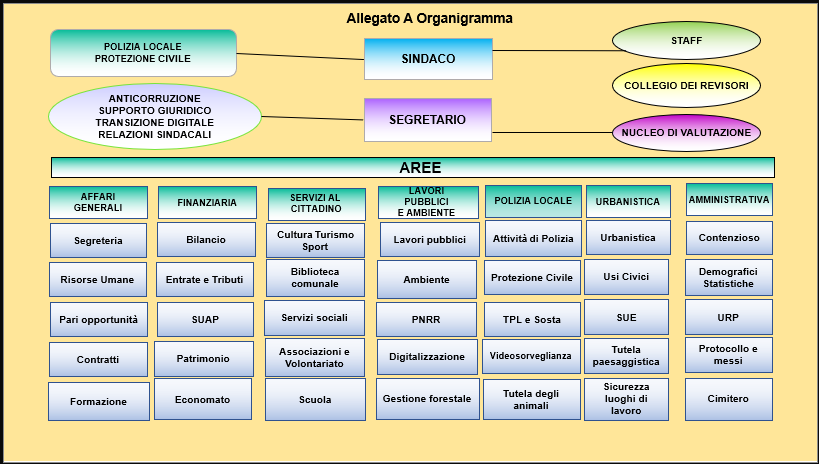 Allegato A Organigramma
POLIZIA LOCALE
PROTEZIONE CIVILE
SINDACO
STAFF
COLLEGIO DEI REVISORI
ANTICORRUZIONE
SUPPORTO GIURIDICO
TRANSIZIONE DIGITALE
RELAZIONI SINDACALI
SEGRETARIO
NUCLEO DI VALUTAZIONE
AREE
AFFARI
GENERALI
FINANZIARIA
SERVIZI AL
CITTADINO
LAVORI
PUBBLICI
E AMBIENTE
POLIZIA LOCALE
URBANISTICA
AMMINISTRATIVA
Segreteria
Bilancio
Cultura Turismo
Sport
Lavori pubblici
Attività di Polizia
Urbanistica
Contenzioso
Risorse Umane
Entrate e Tributi
Biblioteca
comunale
Ambiente
Protezione Civile
Usi Civici
Demografici
Statistiche
Pari opportunità
SUAP
Servizi sociali
PNRR
TPL e Sosta
SUE
URP
Contratti
Patrimonio
Associazioni e
Volontariato
Digitalizzazione
Videosorveglianza
Tutela
paesaggistica
Protocollo e
messi
Formazione
Economato
Scuola
Gestione forestale
Tutela degli
animali
Sicurezza
luoghi di
lavoro
Cimitero